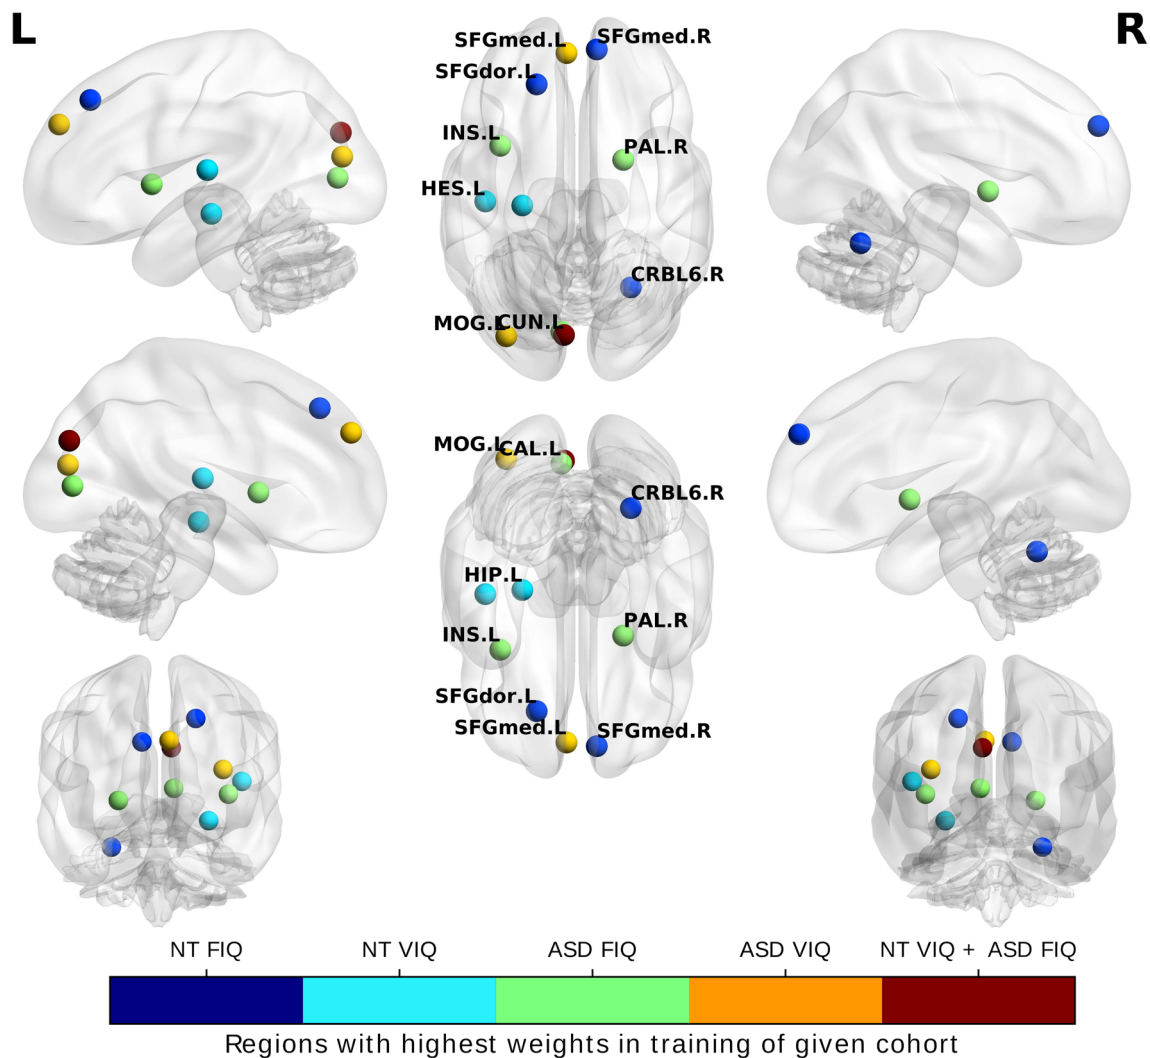 L
R
SFGmed.L
SFGmed.R
SFGdor.L
INS.L
PAL.R
HES.L
CRBL6.R
MOG.L
CUN.L
MOG.L
CAL.L
CRBL6.R
HIP.L
INS.L
PAL.R
SFGdor.L
SFGmed.L
SFGmed.R
NT FIQ
NT VIQ
ASD FIQ
ASD VIQ
NT VIQ + ASD FIQ
Regions with highest weights in training of given cohort